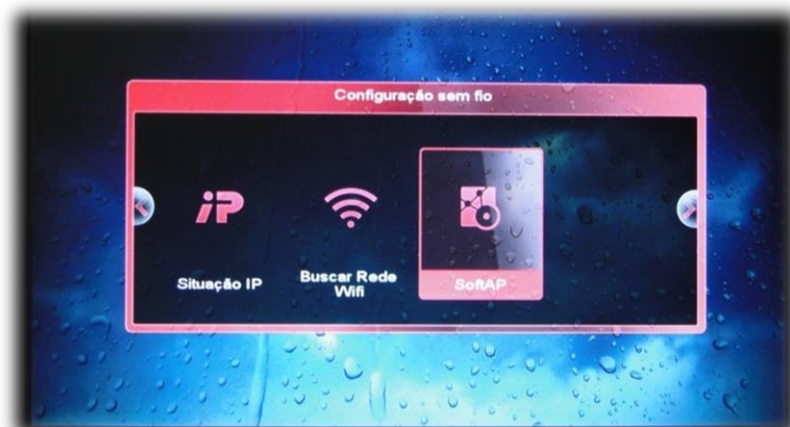 Configuração sem fio
iP
Situação IP
Buscar Rede
Wifi
SoftAP